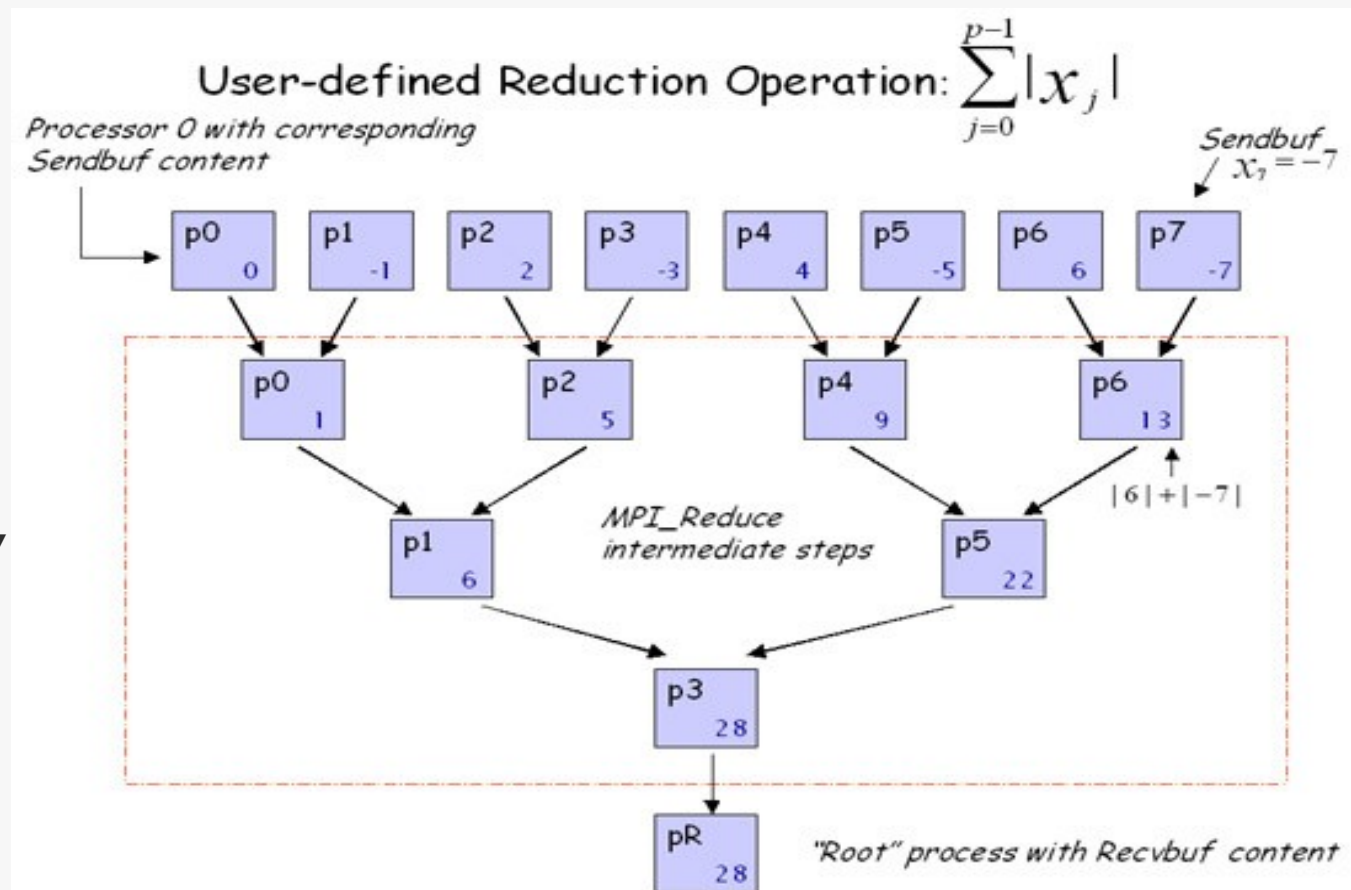 User-defined Reduction Operation: \sum_{j=0}^{p-1} |x_j|
Processor 0 with corresponding
Sendbuf content
Sendbuf
x_7 = -7
p0 p1 p2 p3 p4 p5 p6 p7
0 -1 2 -3 4 -5 6 -7
p0 p2 p4 p6
1 5 9 13
|6|+|-7|
MPI_Reduce
intermediate steps
p1 p5
6 22
p3
28
pR
28
"Root" process with Recvbuf content